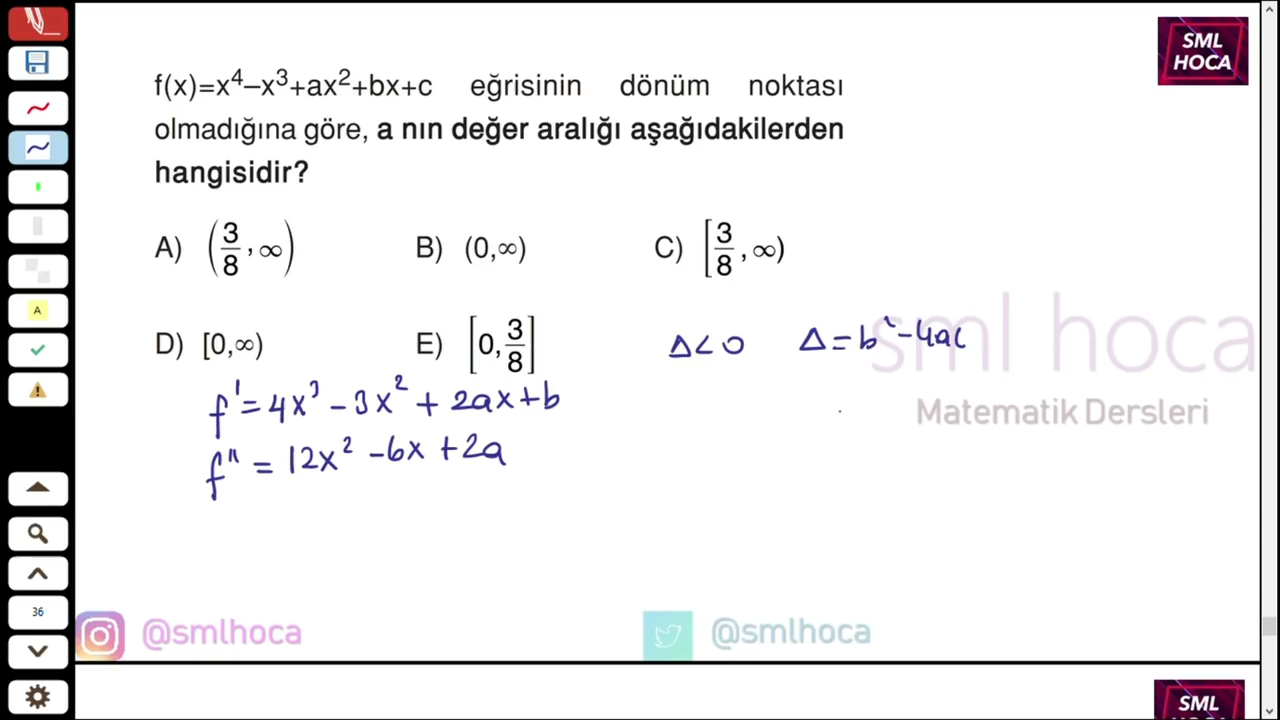 SML
HOCA
f(x)=x⁴–x³+ax²+bx+c eğrisinin dönüm noktası
olmadığına göre, a nın değer aralığı aşağıdakilerden
hangisidir?
A) (3/8, ∞) B) (0,∞) C) [3/8, ∞)
D) [0,∞) E) [0, 3/8]
Δ<0 Δ=b²-4ac
sml hoca
Matematik Dersleri
f'=4x³-3x²+2ax+b
f"=12x²-6x+2a
A
36
@smlhoca @smlhoca
SML
HOCA